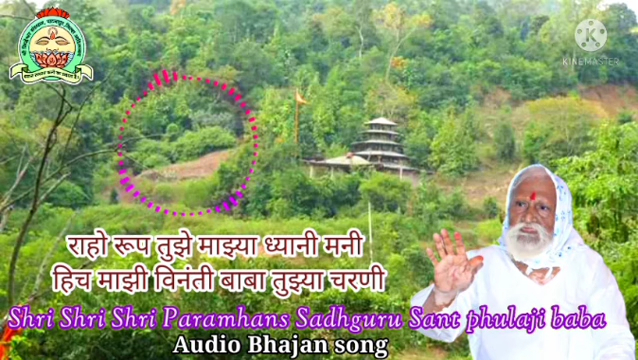 KINEMASTER
राहो रूप तुझे माझ्या ध्यानी मनी
हिच माझी विनंती बाबा तुझ्या चरणी
Shri Shri Shri Paramhans Sadhguru Sant phulaji baba
Audio Bhajan song